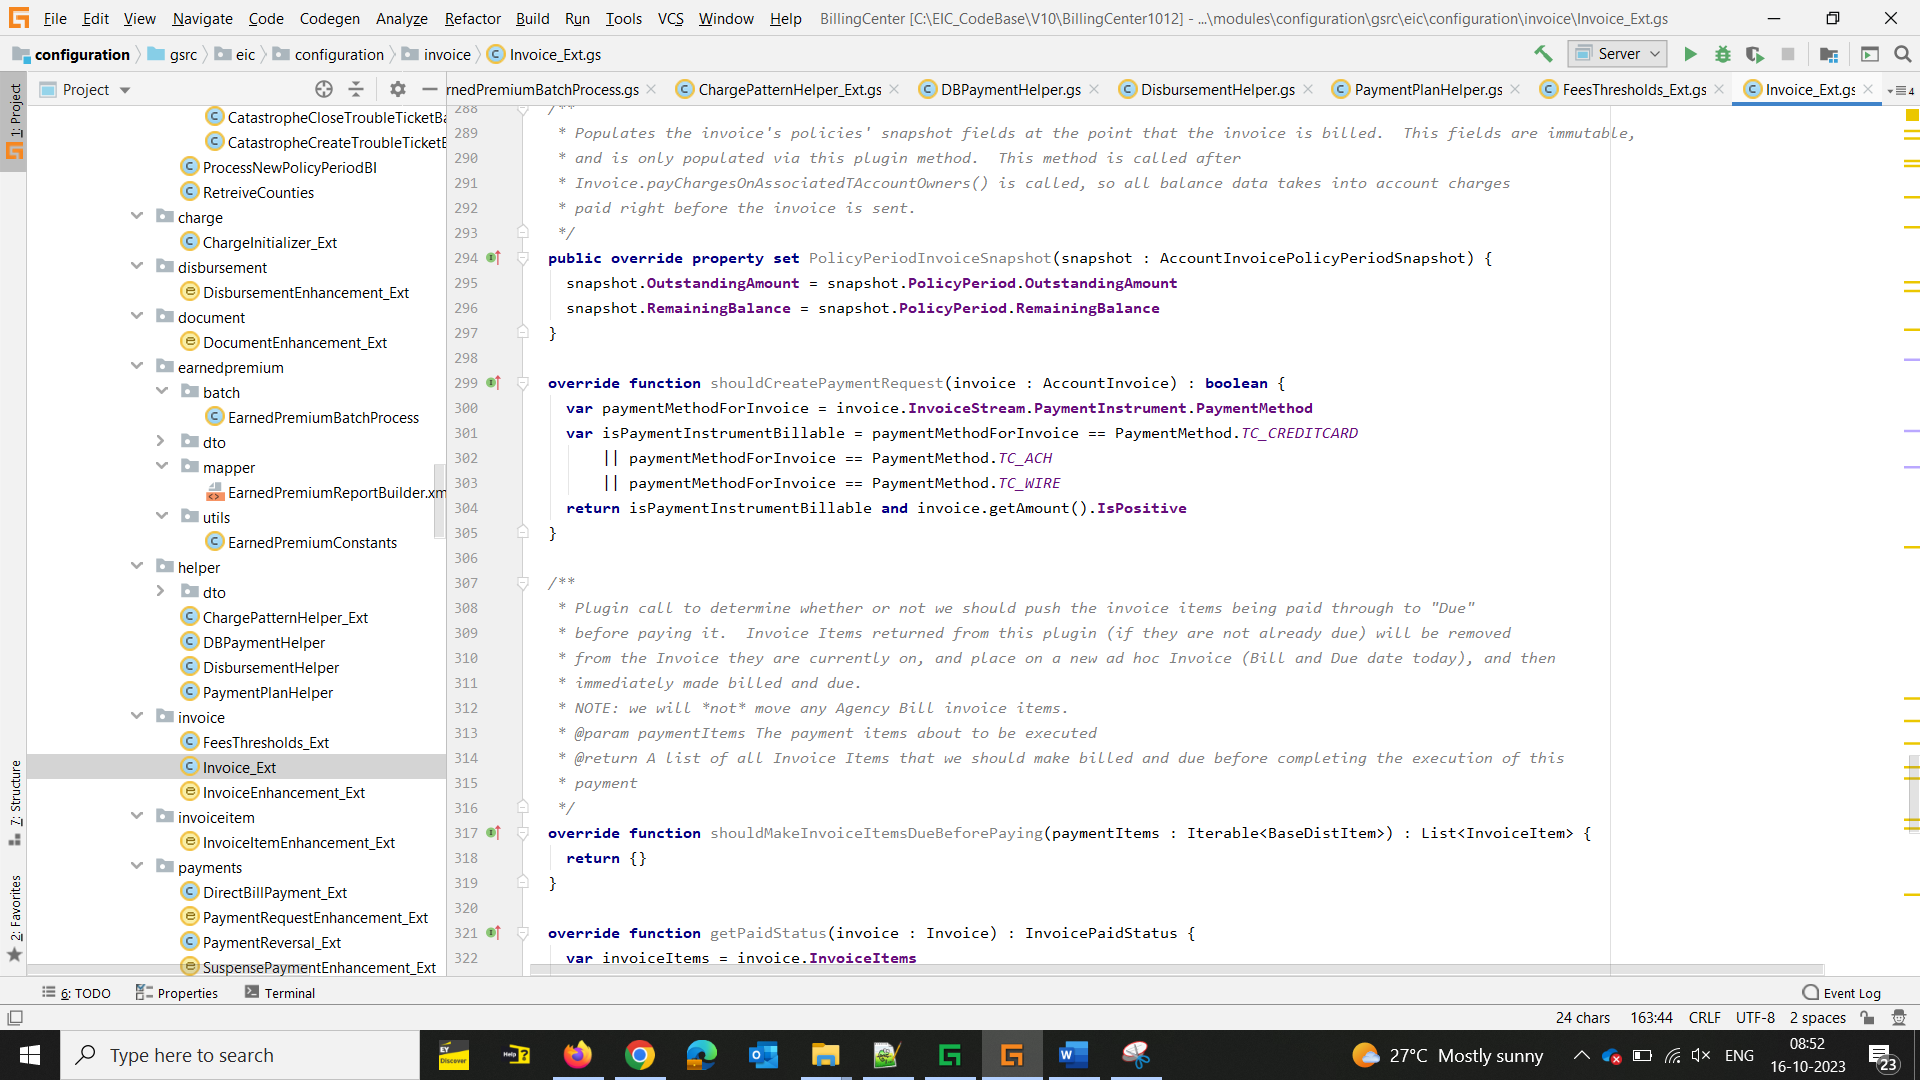 File Edit View Navigate Code Codegen Analyze Refactor Build Run Tools VCS Window Help BillingCenter [C:\EIC_CodeBase\V10\BillingCenter1012] - ...\modules\configuration\gsrc\eic\configuration\invoice\Invoice_Ext.gs
configuration gsrc eic configuration invoice Invoice_Ext.gs Server
Project
rnedPremiumBatchProcess.gs ChargePatternHelper_Ext.gs DBPaymentHelper.gs DisbursementHelper.gs PaymentPlanHelper.gs FeesThresholds_Ext.gs Invoice_Ext.gs 4
1: Project
7: Structure
2: Favorites
CatastropheCloseTroubleTicketBa
CatastropheCreateTroubleTicketE
ProcessNewPolicyPeriodBI
RetreiveCounties
charge
ChargeInitializer_Ext
disbursement
DisbursementEnhancement_Ext
document
DocumentEnhancement_Ext
earnedpremium
batch
EarnedPremiumBatchProcess
dto
mapper
EarnedPremiumReportBuilder.xm
utils
EarnedPremiumConstants
helper
dto
ChargePatternHelper_Ext
DBPaymentHelper
DisbursementHelper
PaymentPlanHelper
invoice
FeesThresholds_Ext
Invoice_Ext
InvoiceEnhancement_Ext
invoiceitem
InvoiceItemEnhancement_Ext
payments
DirectBillPayment_Ext
PaymentRequestEnhancement_Ext
PaymentReversal_Ext
SuspensePaymentEnhancement_Ext
288 /**
289 * Populates the invoice's policies' snapshot fields at the point that the invoice is billed.  This fields are immutable,
290 * and is only populated via this plugin method.  This method is called after
291 * Invoice.payChargesOnAssociatedTAccountOwners() is called, so all balance data takes into account charges
292 * paid right before the invoice is sent.
293 */
294 public override property set PolicyPeriodInvoiceSnapshot(snapshot : AccountInvoicePolicyPeriodSnapshot) {
295 snapshot.OutstandingAmount = snapshot.PolicyPeriod.OutstandingAmount
296 snapshot.RemainingBalance = snapshot.PolicyPeriod.RemainingBalance
297 }
298
299 override function shouldCreatePaymentRequest(invoice : AccountInvoice) : boolean {
300 var paymentMethodForInvoice = invoice.InvoiceStream.PaymentInstrument.PaymentMethod
301 var isPaymentInstrumentBillable = paymentMethodForInvoice == PaymentMethod.TC_CREDITCARD
302 || paymentMethodForInvoice == PaymentMethod.TC_ACH
303 || paymentMethodForInvoice == PaymentMethod.TC_WIRE
304 return isPaymentInstrumentBillable and invoice.getAmount().IsPositive
305 }
306
307 /**
308 * Plugin call to determine whether or not we should push the invoice items being paid through to "Due"
309 * before paying it.  Invoice Items returned from this plugin (if they are not already due) will be removed
310 * from the Invoice they are currently on, and place on a new ad hoc Invoice (Bill and Due date today), and then
311 * immediately made billed and due.
312 * NOTE: we will *not* move any Agency Bill invoice items.
313 * @param paymentItems The payment items about to be executed
314 * @return A list of all Invoice Items that we should make billed and due before completing the execution of this
315 * payment
316 */
317 override function shouldMakeInvoiceItemsDueBeforePaying(paymentItems : Iterable<BaseDistItem>) : List<InvoiceItem> {
318 return {}
319 }
320
321 override function getPaidStatus(invoice : Invoice) : InvoicePaidStatus {
322 var invoiceItems = invoice.InvoiceItems
6: TODO Properties Terminal Event Log
24 chars 163:44 CRLF UTF-8 2 spaces
Type here to search EY Discover Help ? 27°C Mostly sunny ENG 08:52
16-10-2023 23